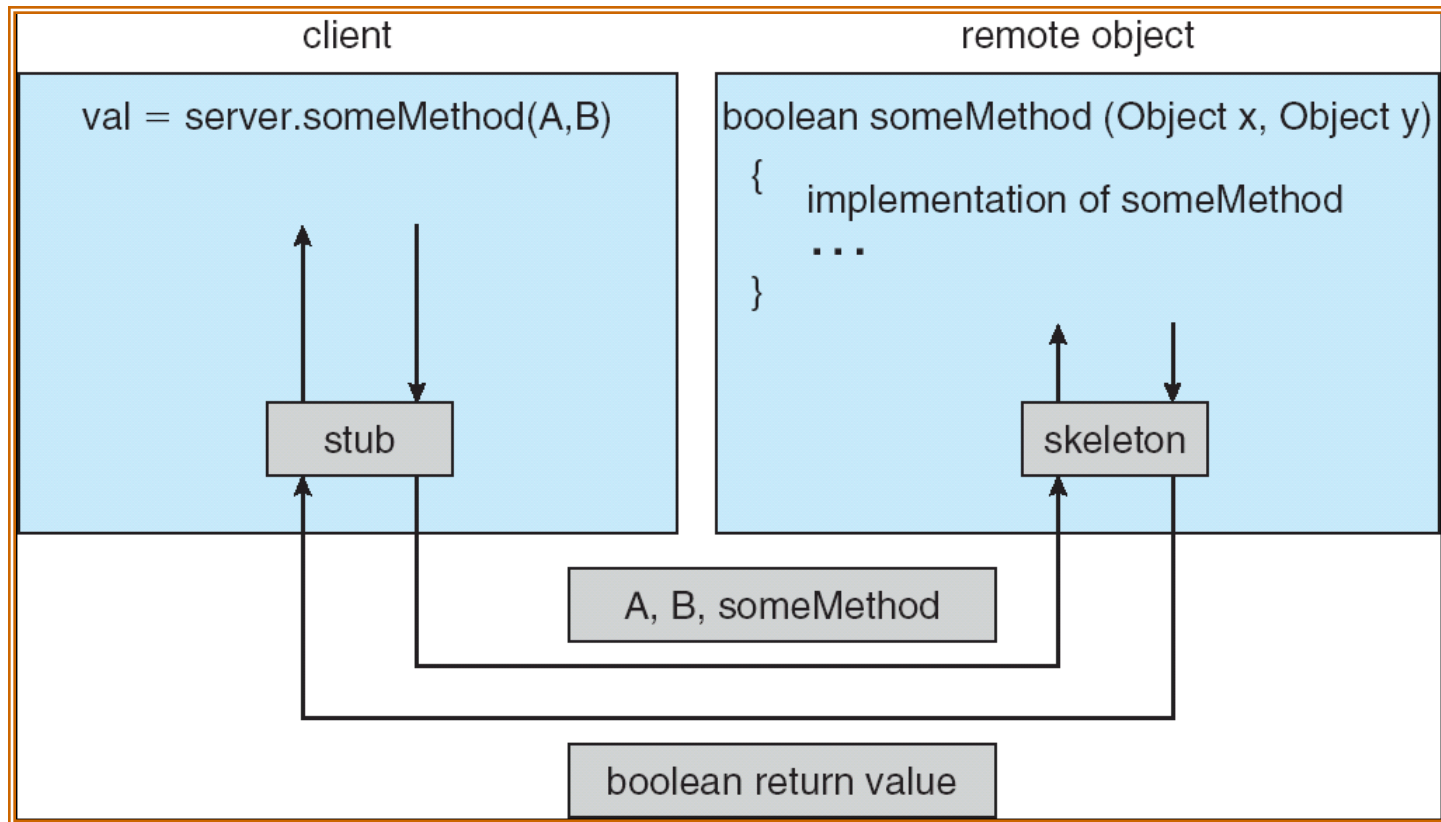 client
val = server.someMethod(A,B)
stub
remote object
boolean someMethod (Object x, Object y)
{
implementation of someMethod
...
}
skeleton
A, B, someMethod
boolean return value